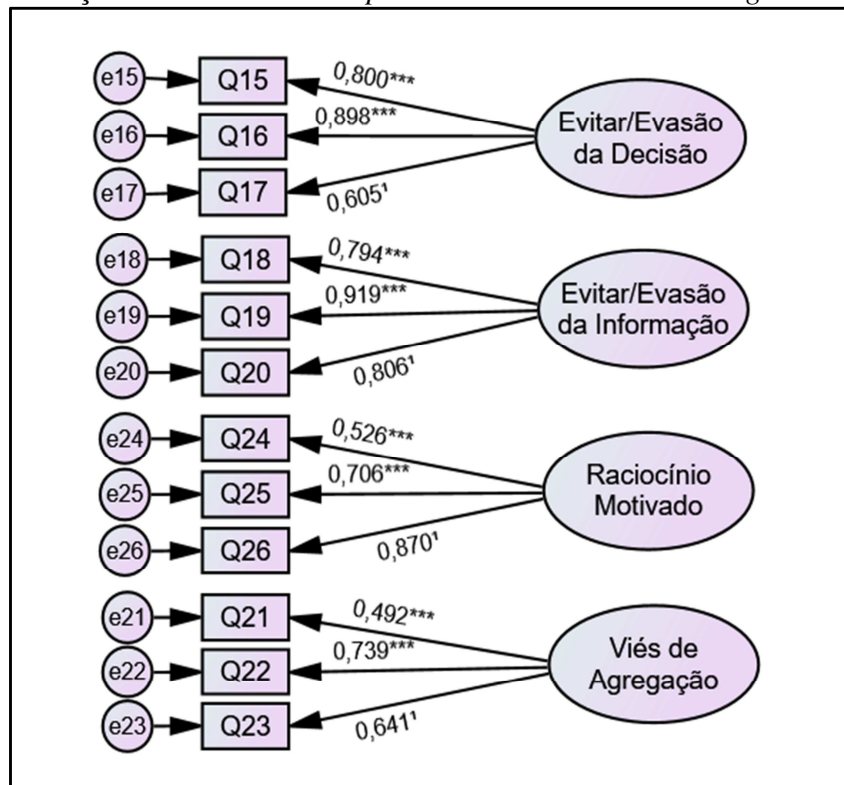 e15 Q15 0,800***
e16 Q16 0,898***
e17 Q17 0,605¹
Evitar/Evasão
da Decisão
e18 Q18 0,794***
e19 Q19 0,919***
e20 Q20 0,806¹
Evitar/Evasão
da Informação
e24 Q24 0,526***
e25 Q25 0,706***
e26 Q26 0,870¹
Raciocínio
Motivado
e21 Q21 0,492***
e22 Q22 0,739***
e23 Q23 0,641¹
Viés de
Agregação